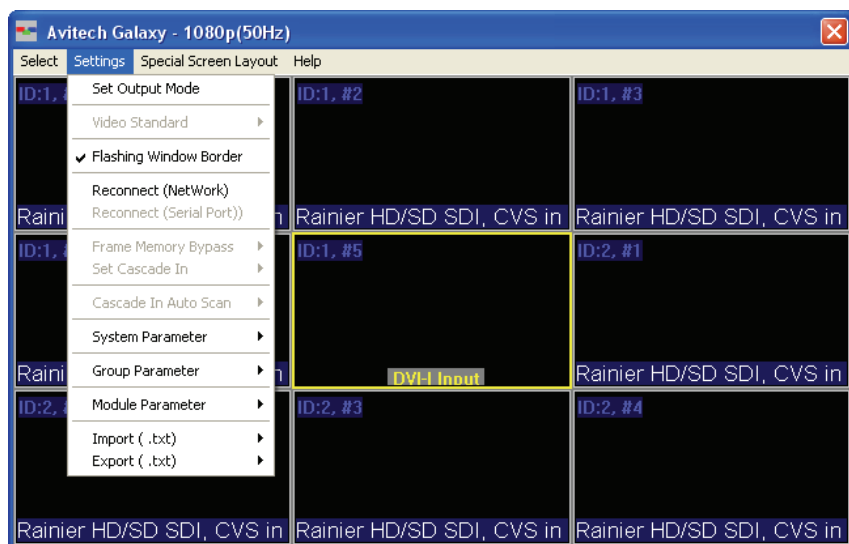 Avitech Galaxy - 1080p(50Hz)
Select Settings Special Screen Layout Help
Set Output Mode
Video Standard
Flashing Window Border
Reconnect (NetWork)
Reconnect (Serial Port))
Frame Memory Bypass
Set Cascade In
Cascade In Auto Scan
System Parameter
Group Parameter
Module Parameter
Import ( .txt)
Export ( .txt)
ID:1, #2
ID:1, #3
Raini n Rainier HD/SD SDI, CVS in Rainier HD/SD SDI, CVS in
ID:1, ID:1, #5 ID:2, #1
Raini n DVI-I Input Rainier HD/SD SDI, CVS in
ID:2, ID:2, #3 ID:2, #4
Rainier HD/SD SDI, CVS in Rainier HD/SD SDI, CVS in Rainier HD/SD SDI, CVS in